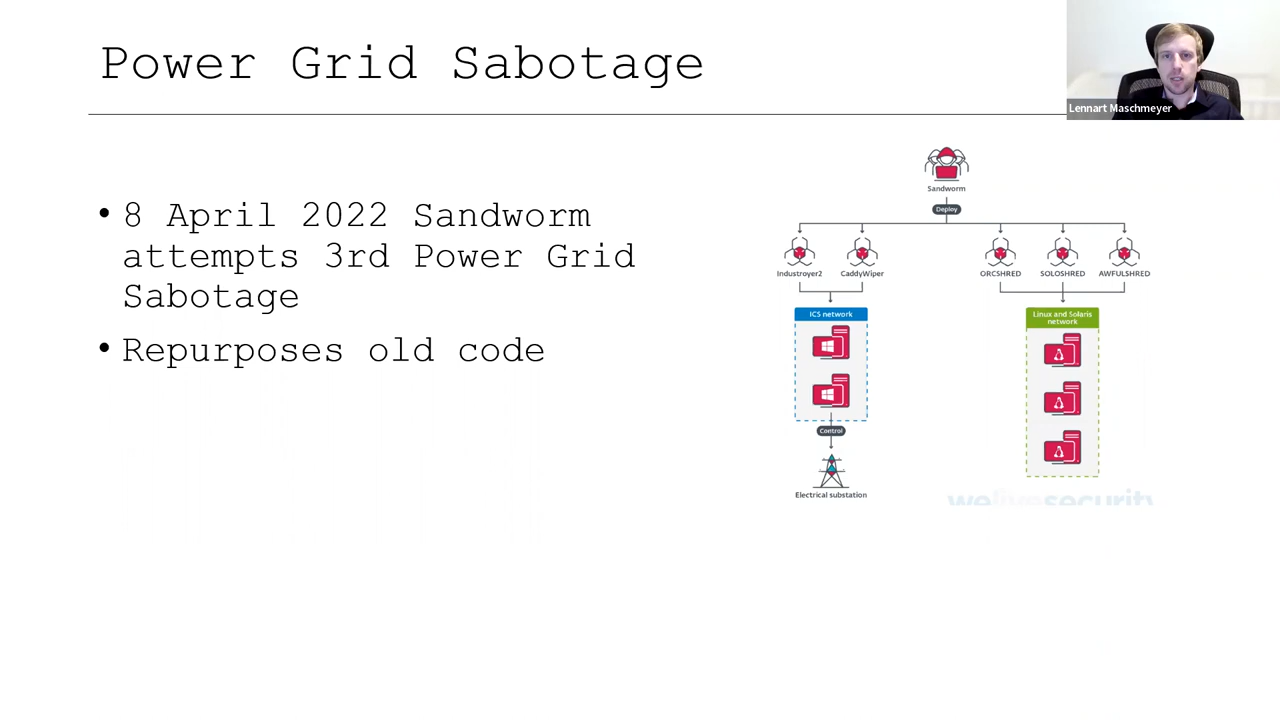 Power Grid Sabotage
Lennart Maschmeyer
• 8 April 2022 Sandworm
attempts 3rd Power Grid
Sabotage
• Repurposes old code
Sandworm
Deploy
Industroyer2
CaddyWiper
ORCSHRED
SOLOSHRED
AWFULSHRED
ICS network
Linux and Solaris
network
Control
Electrical substation
welivesecurity